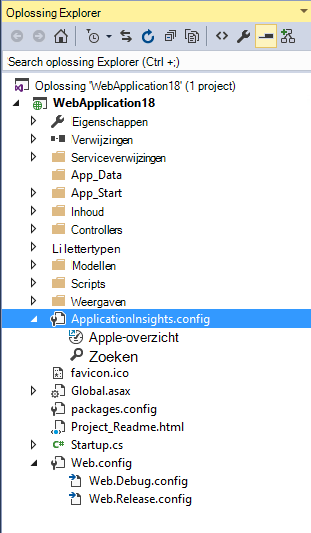 Oplossing Explorer
Search oplossing Explorer (Ctrl +;)
Oplossing 'WebApplication18' (1 project)
WebApplication18
Eigenschappen
Verwijzingen
Serviceverwijzingen
App_Data
App_Start
Inhoud
Controllers
Li lettertypen
Modellen
Scripts
Weergaven
ApplicationInsights.config
Apple-overzicht
Zoeken
favicon.ico
Global.asax
packages.config
Project_Readme.html
C# Startup.cs
Web.config
Web.Debug.config
Web.Release.config